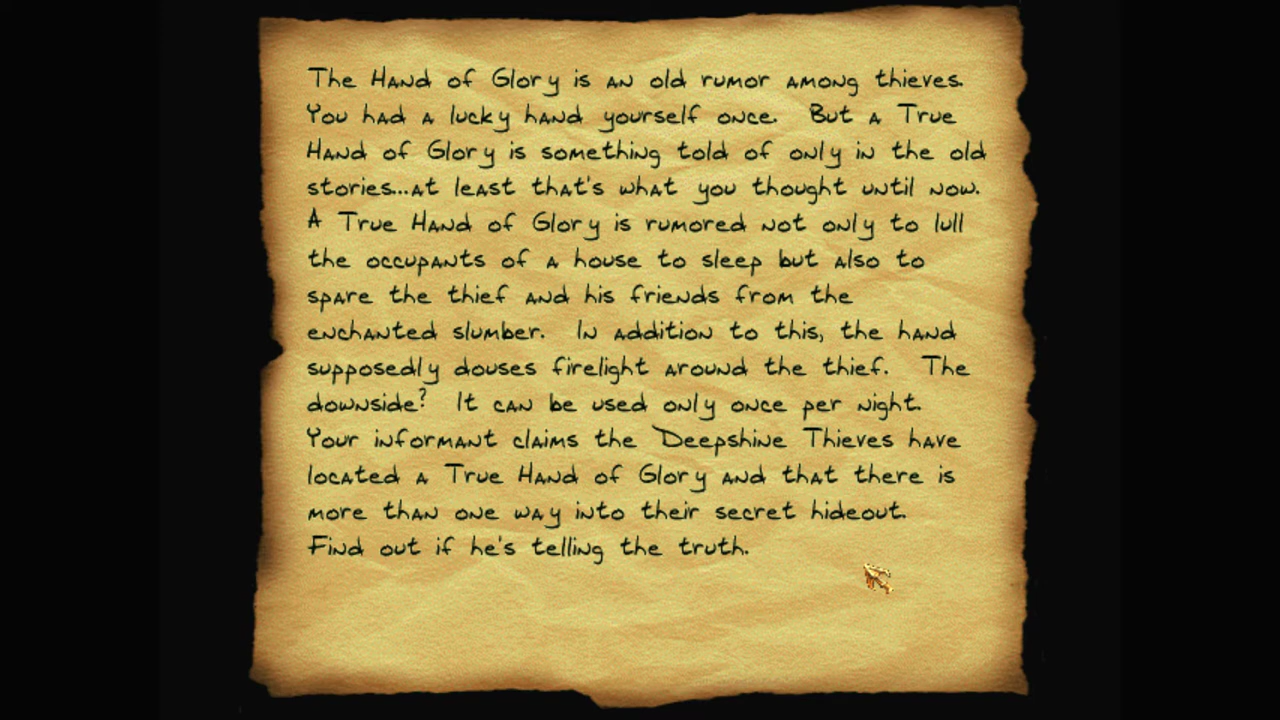 The Hand of Glory is an old rumor among thieves.
You had a lucky hand yourself once.  But a True
Hand of Glory is something told of only in the old
stories...at least that's what you thought until now.
A True Hand of Glory is rumored not only to lull
the occupants of a house to sleep but also to
spare the thief and his friends from the
enchanted slumber.  In addition to this, the hand
supposedly douses firelight around the thief.  The
downside?  It can be used only once per night.
Your informant claims the Deepshine Thieves have
located a True Hand of Glory and that there is
more than one way into their secret hideout.
Find out if he's telling the truth.